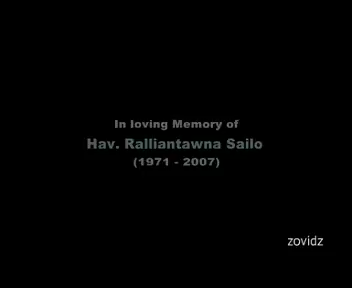 In loving Memory of
Hav. Ralliantawna Sailo
(1971 - 2007)
zovidz